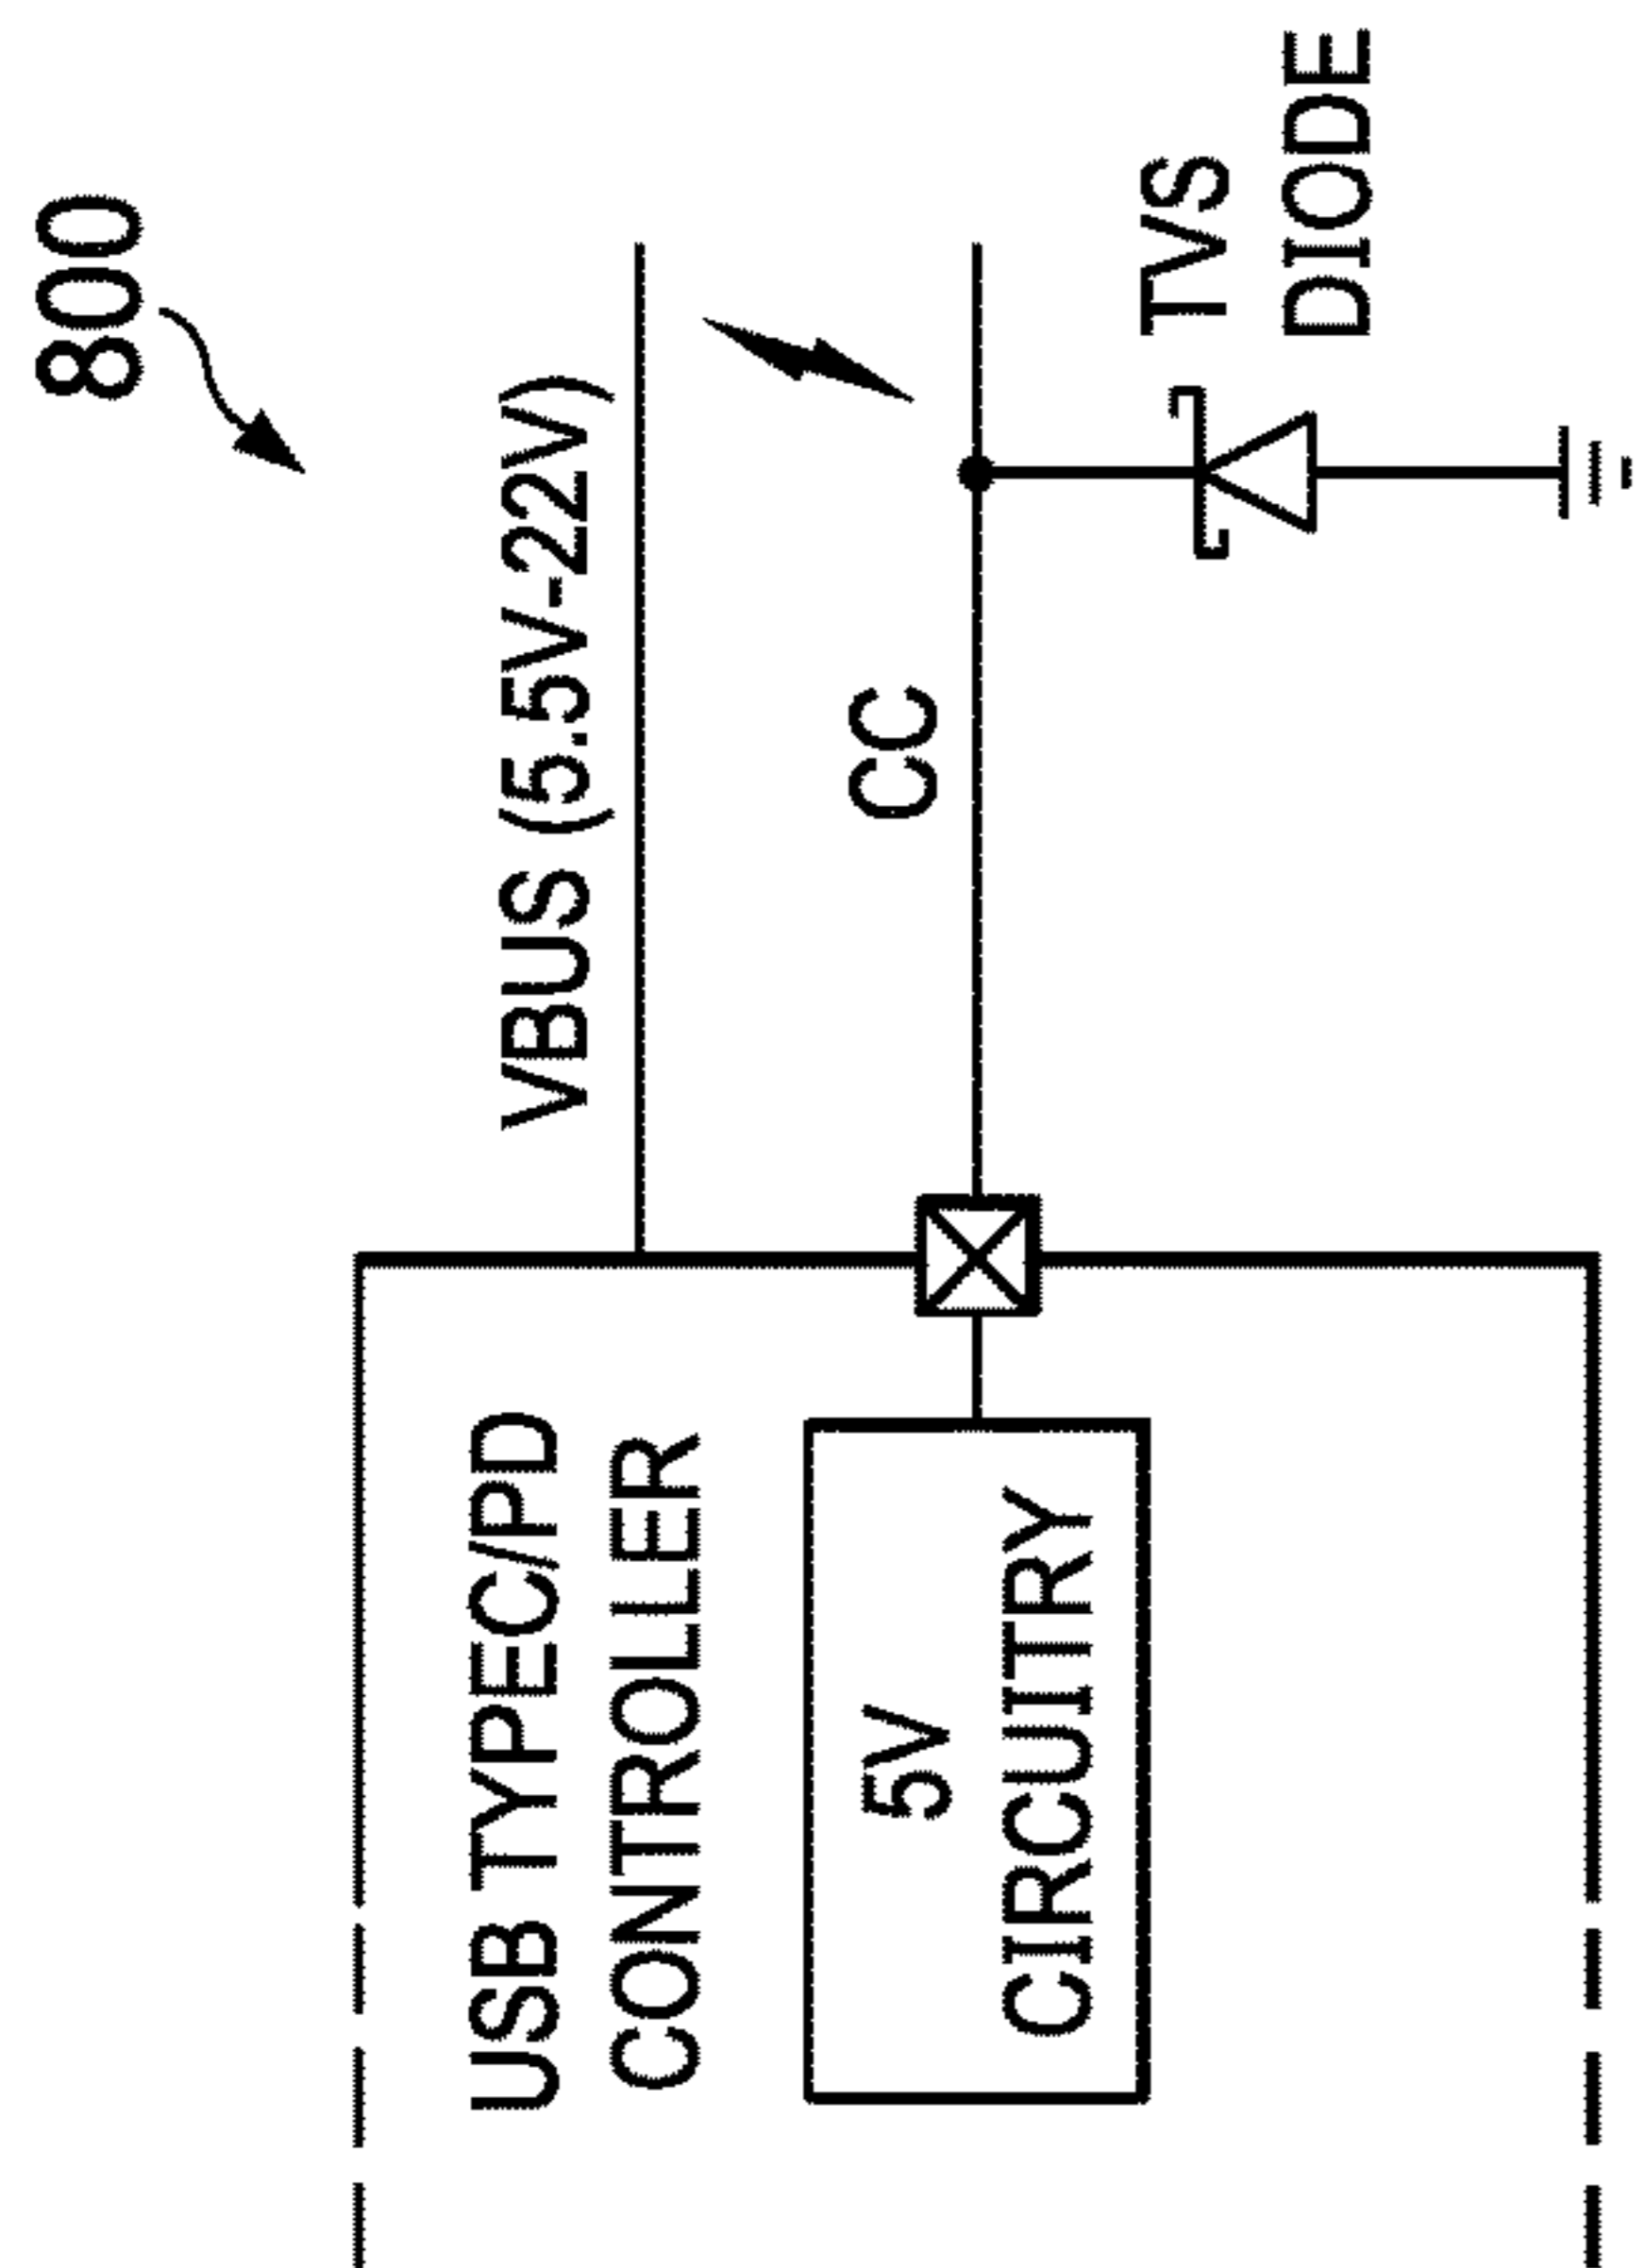 800
VBUS (5.5V-22V)
USB TYPEC/PD
CONTROLLER
CC
5V
CIRCUITRY
TVS
DIODE